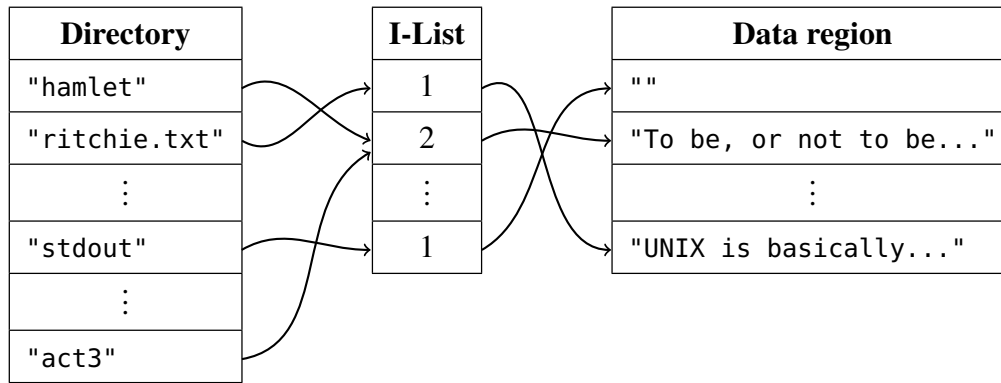 Directory I-List Data region
"hamlet" 1 ""
"ritchie.txt" 2 "To be, or not to be..."
⋮ ⋮ ⋮
"stdout" 1 "UNIX is basically..."
⋮
"act3"